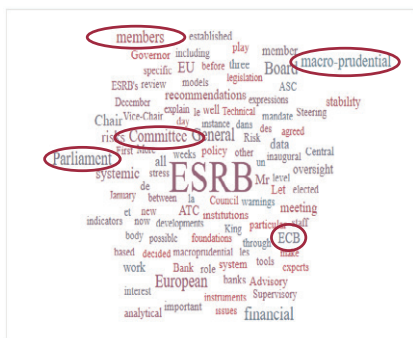 members established
Governor including play member
specific EU before three Board macro-prudential
ESRB's review models legislation ASC
December recommendations expressions stability
Vice-Chair explain le well Technical mandate Steering
Chair day instance dans des agreed
risks Committee General Risk data
First weeks policy other un inaugural Central
Parliament all oversight
systemic stress ESRB Mr level elected
de Let
January between la Council warnings meeting
et new ATC institutions particular staff
indicators now developments King through ECB
body possible foundations make
based decided macroprudential les tools
work Bank role system banks Advisory experts
interest European instruments Supervisory
analytical important issues financial